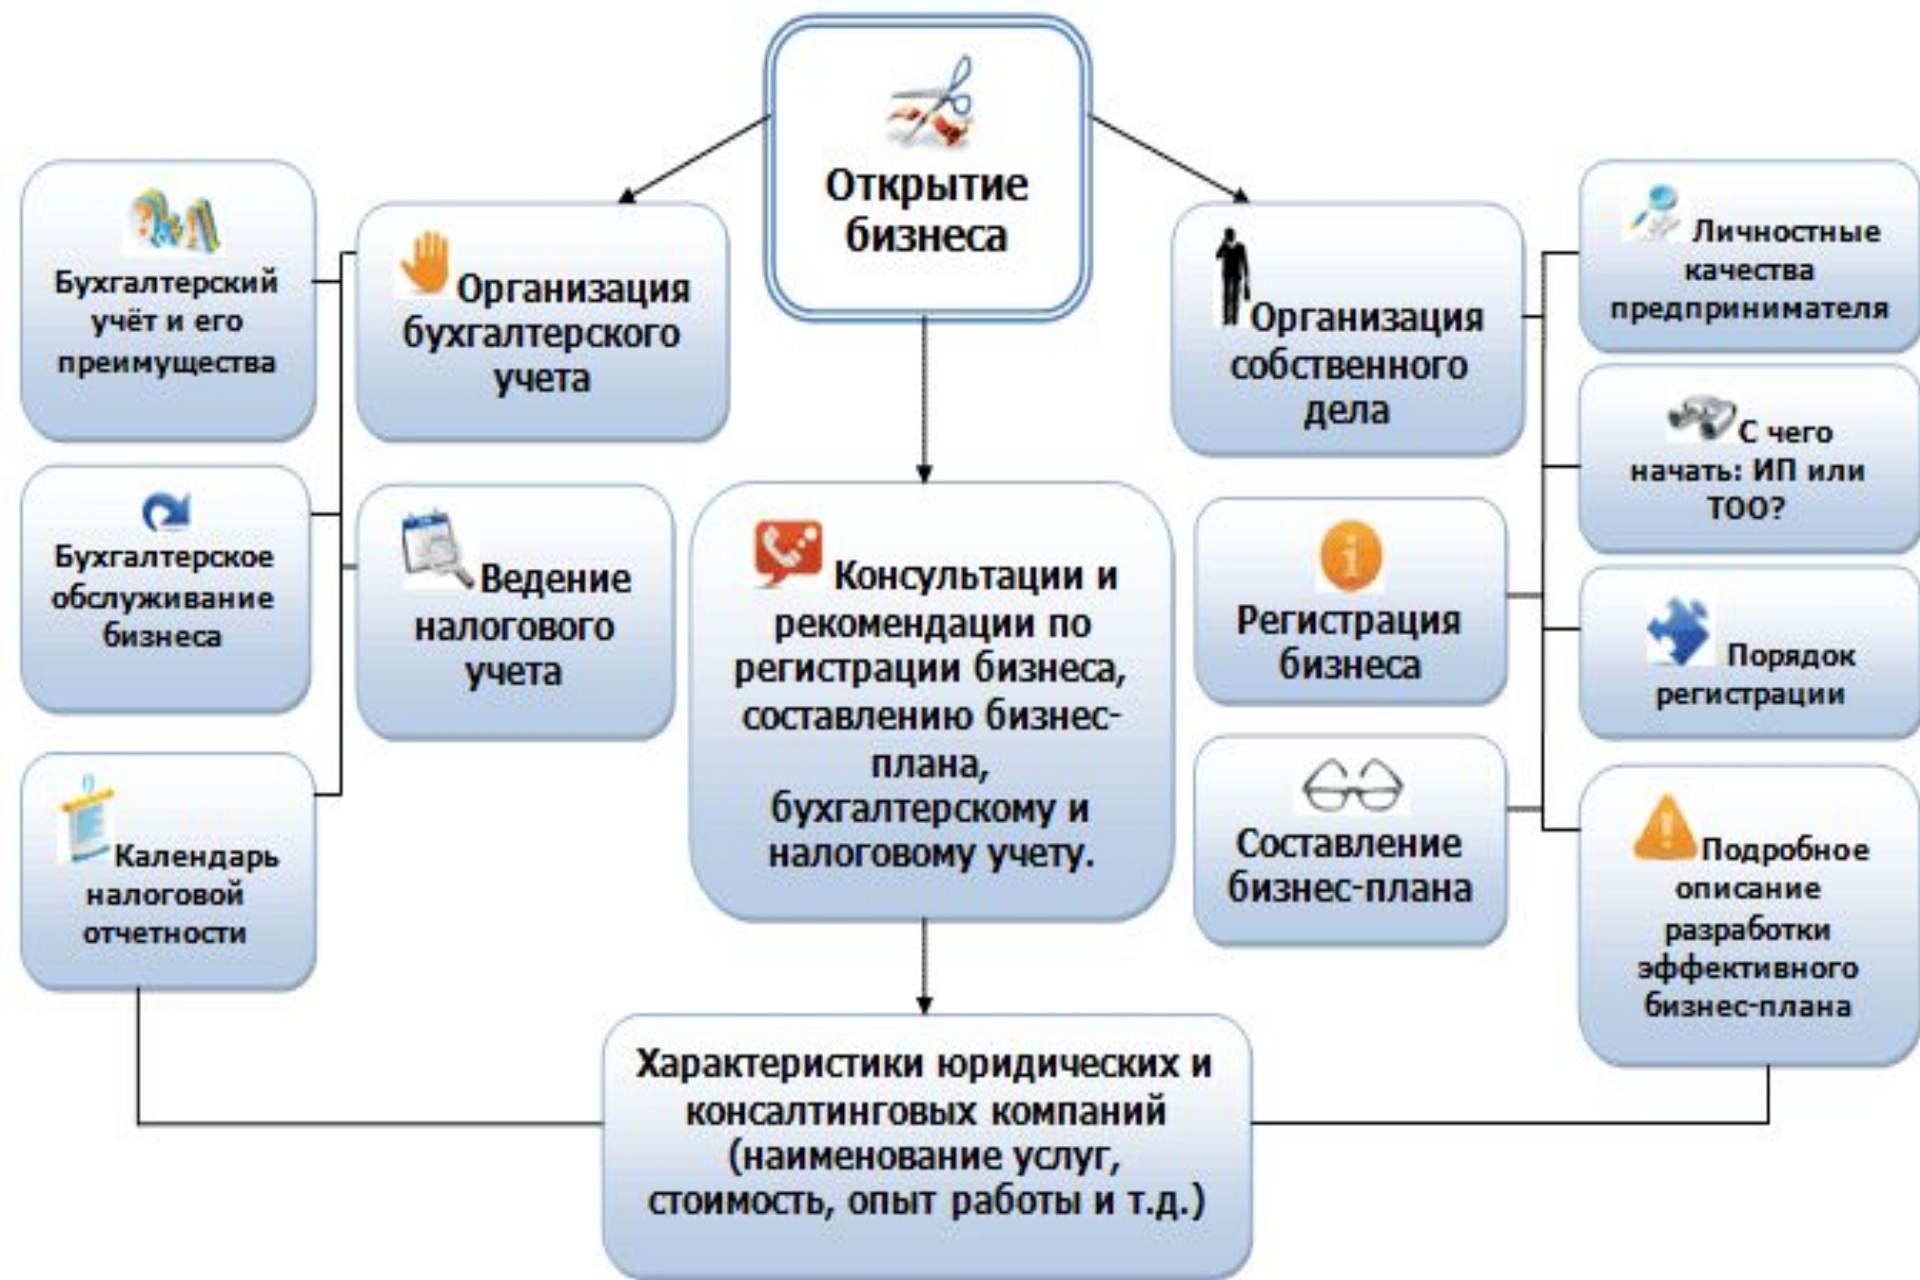 Открытие
бизнеса
Бухгалтерский
учёт и его
преимущества
Организация
бухгалтерского
учета
Организация
собственного
дела
Личностные
качества
предпринимателя
С чего
начать: ИП или
ТОО?
Бухгалтерское
обслуживание
бизнеса
Ведение
налогового
учета
Консультации и
рекомендации по
регистрации бизнеса,
составлению бизнес-
плана,
бухгалтерскому и
налоговому учету.
Регистрация
бизнеса
Порядок
регистрации
Календарь
налоговой
отчетности
Составление
бизнес-плана
Подробное
описание
разработки
эффективного
бизнес-плана
Характеристики юридических и
консалтинговых компаний
(наименование услуг,
стоимость, опыт работы и т.д.)